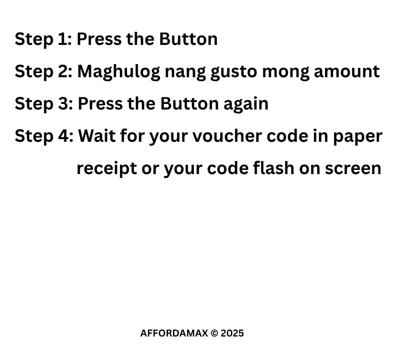 Step 1: Press the Button
Step 2: Maghulog nang gusto mong amount
Step 3: Press the Button again
Step 4: Wait for your voucher code in paper
receipt or your code flash on screen
AFFORDAMAX © 2025